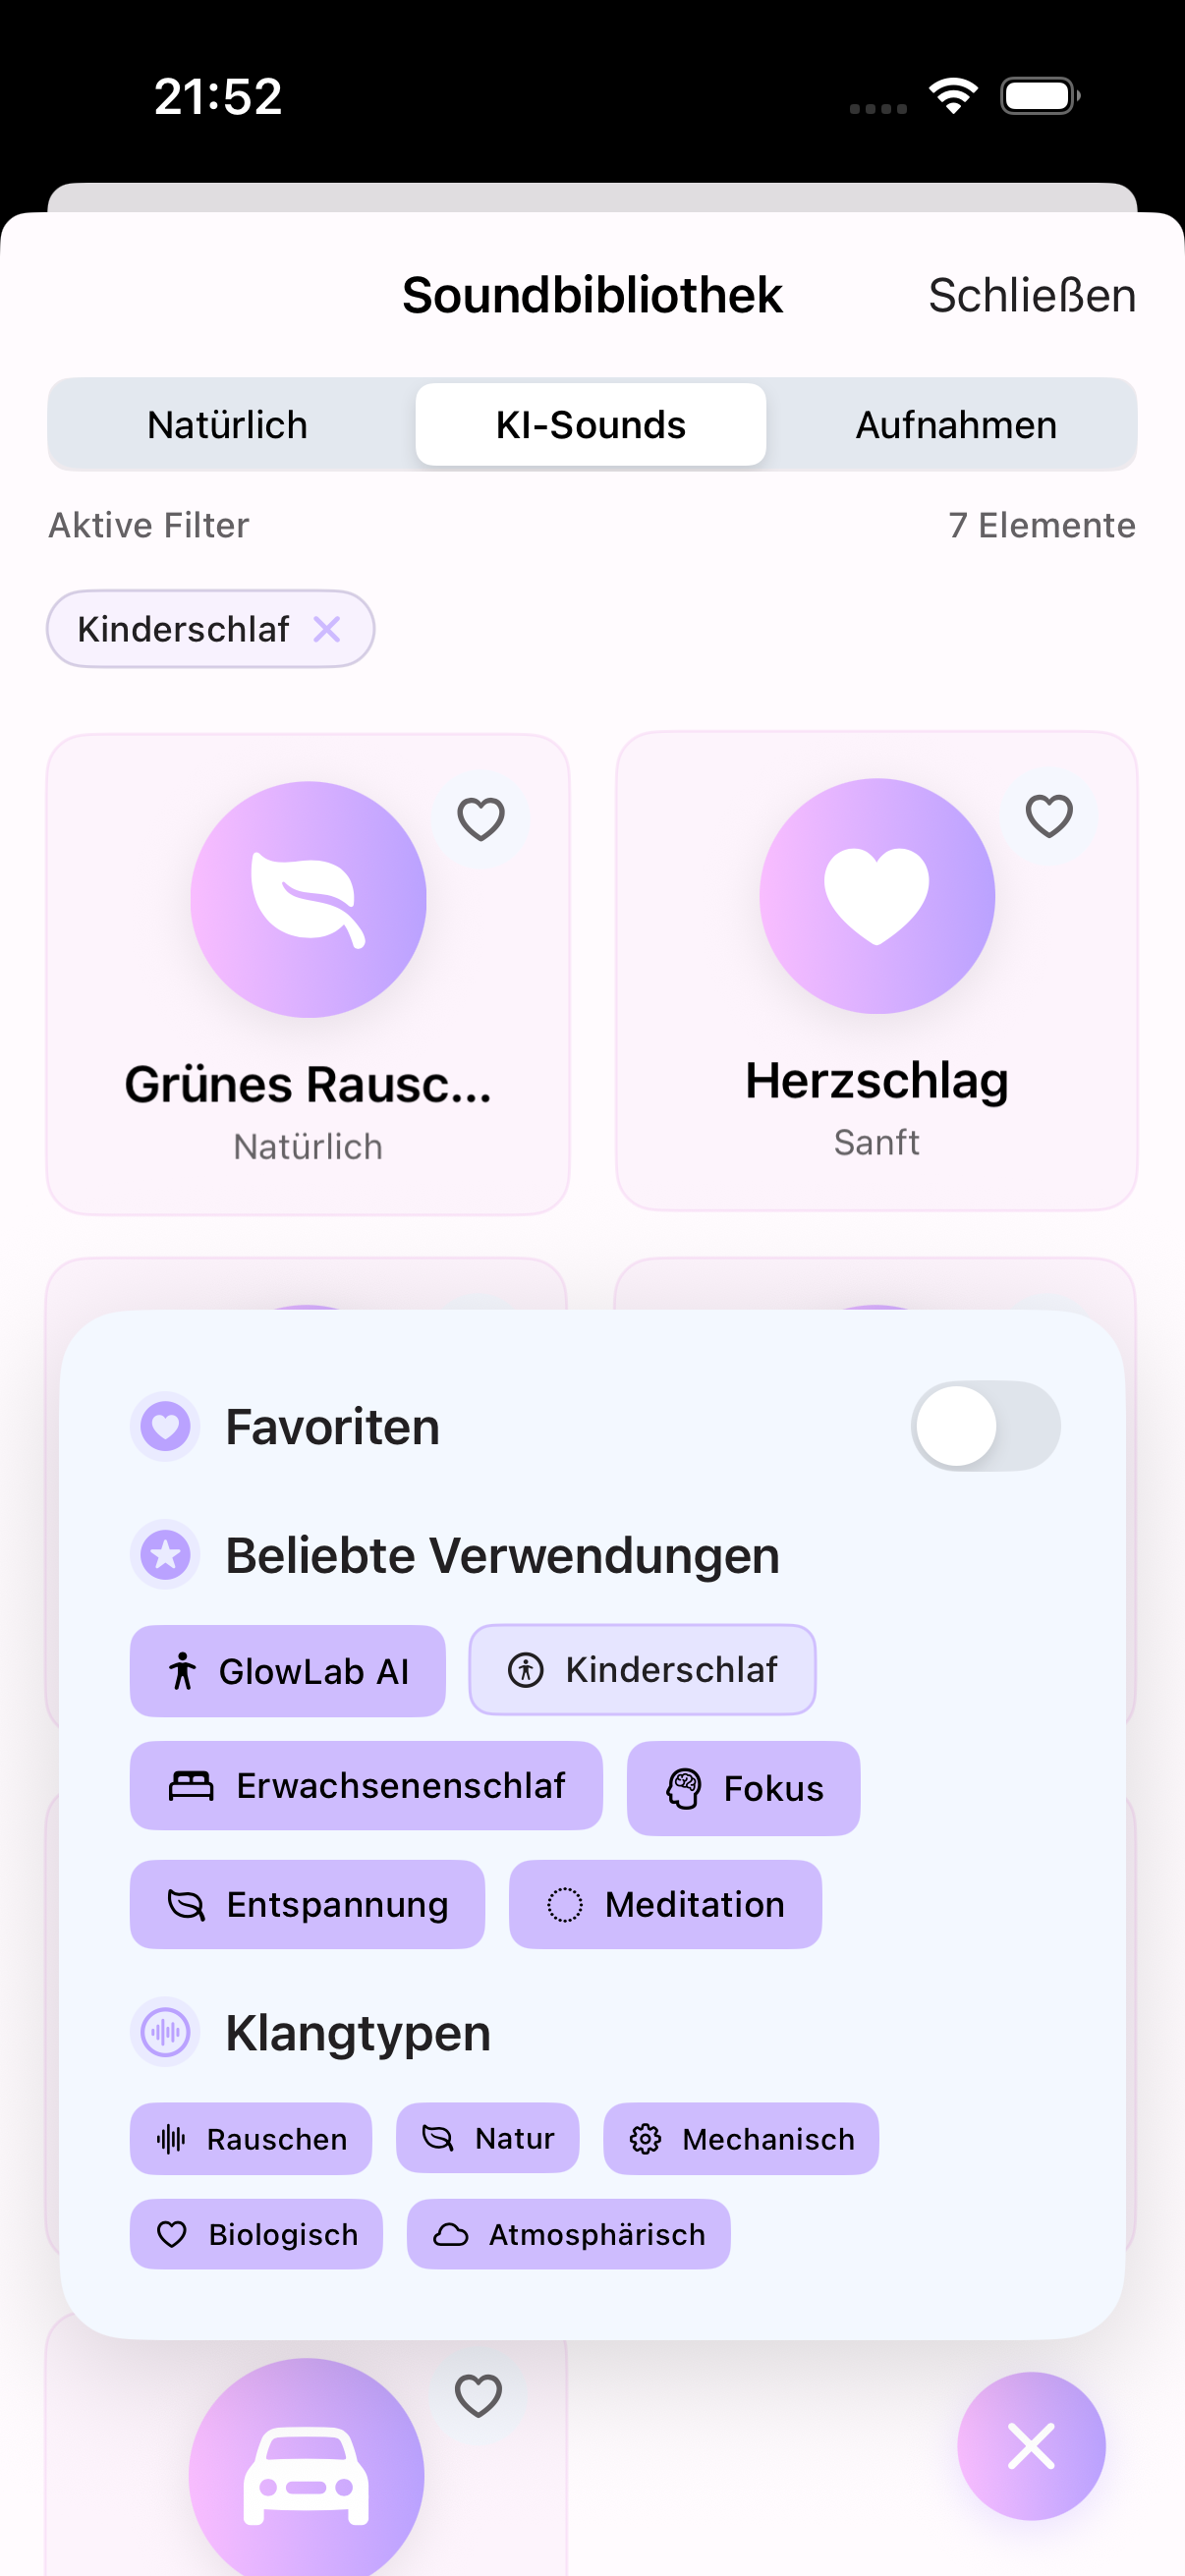 21:52
Soundbibliothek
Schließen
Natürlich
KI-Sounds
Aufnahmen
Aktive Filter
7 Elemente
Kinderschlaf
Grünes Rausc...
Natürlich
Herzschlag
Sanft
Favoriten
Beliebte Verwendungen
GlowLab AI
Kinderschlaf
Erwachsenenschlaf
Fokus
Entspannung
Meditation
Klangtypen
Rauschen
Natur
Mechanisch
Biologisch
Atmosphärisch